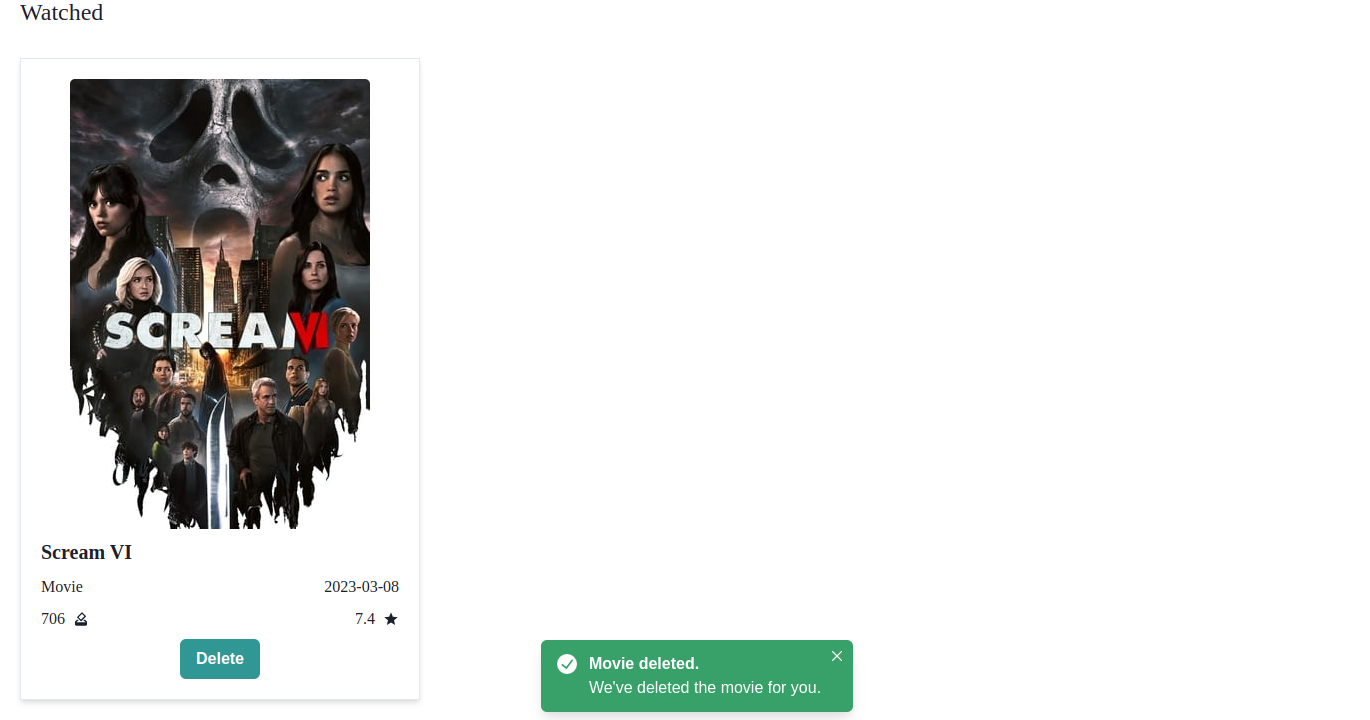 Watched
SCREAM VI
Scream VI
Movie 2023-03-08
706 7.4
Delete
Movie deleted.
We've deleted the movie for you.